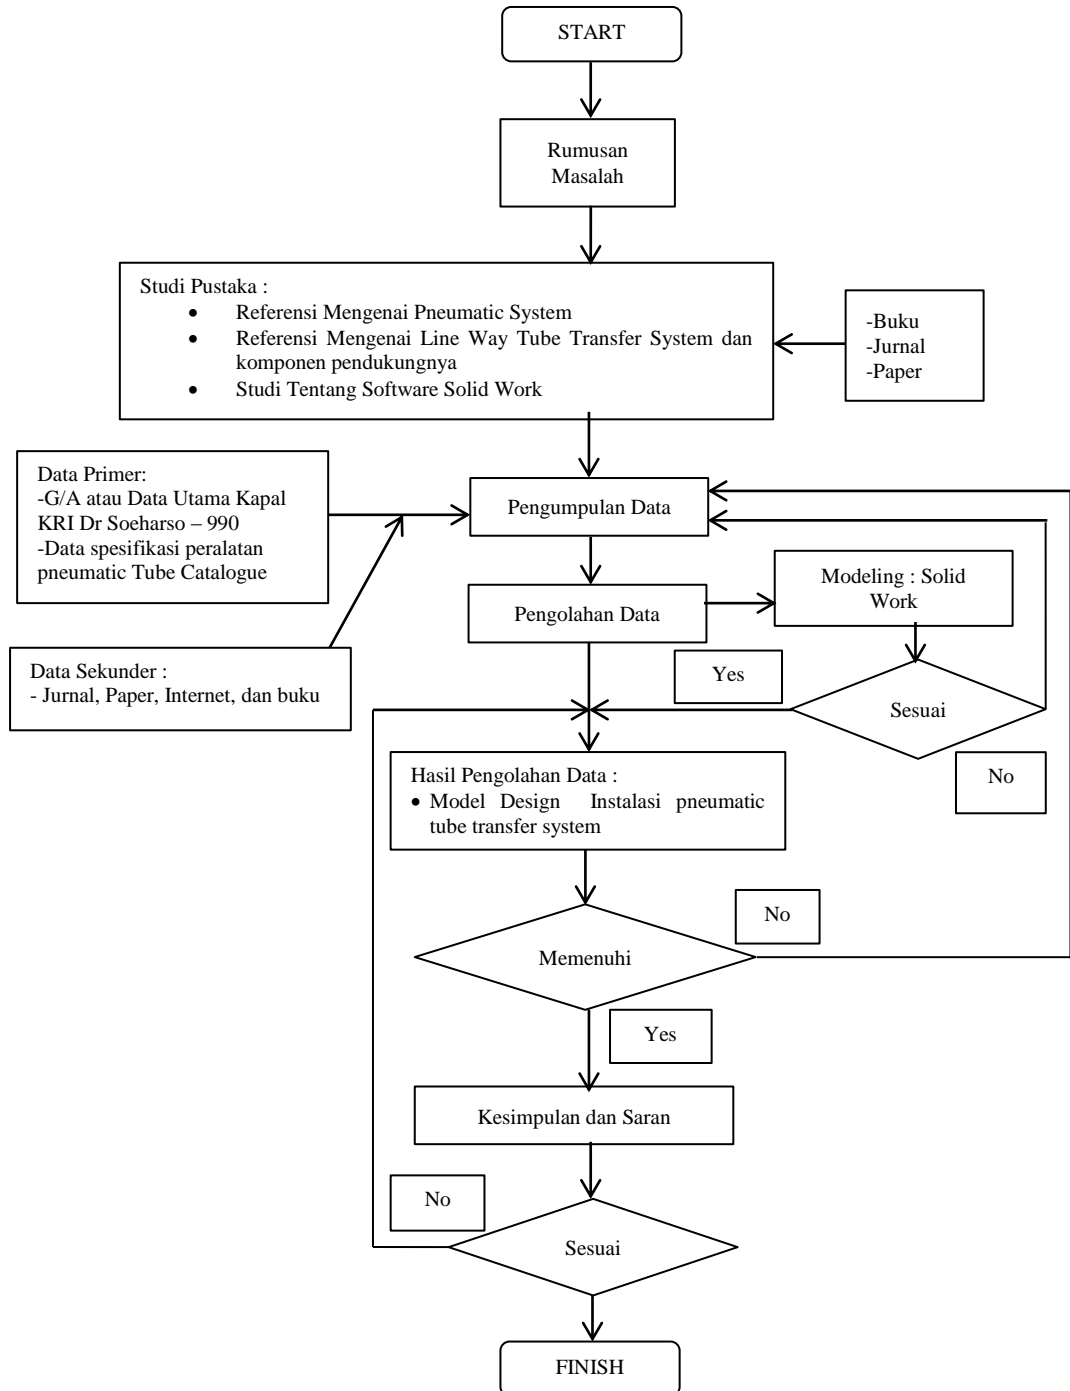 START
Rumusan
Masalah
Studi Pustaka :
• Referensi Mengenai Pneumatic System
• Referensi Mengenai Line Way Tube Transfer System dan
komponen pendukungnya
• Studi Tentang Software Solid Work
-Buku
-Jurnal
-Paper
Data Primer:
-G/A atau Data Utama Kapal
KRI Dr Soeharso – 990
-Data spesifikasi peralatan
pneumatic Tube Catalogue
Pengumpulan Data
Modeling : Solid
Work
Pengolahan Data
Data Sekunder :
- Jurnal, Paper, Internet, dan buku
Yes
Sesuai
No
Hasil Pengolahan Data :
• Model Design Instalasi pneumatic
tube transfer system
No
Memenuhi
Yes
Kesimpulan dan Saran
No
Sesuai
FINISH